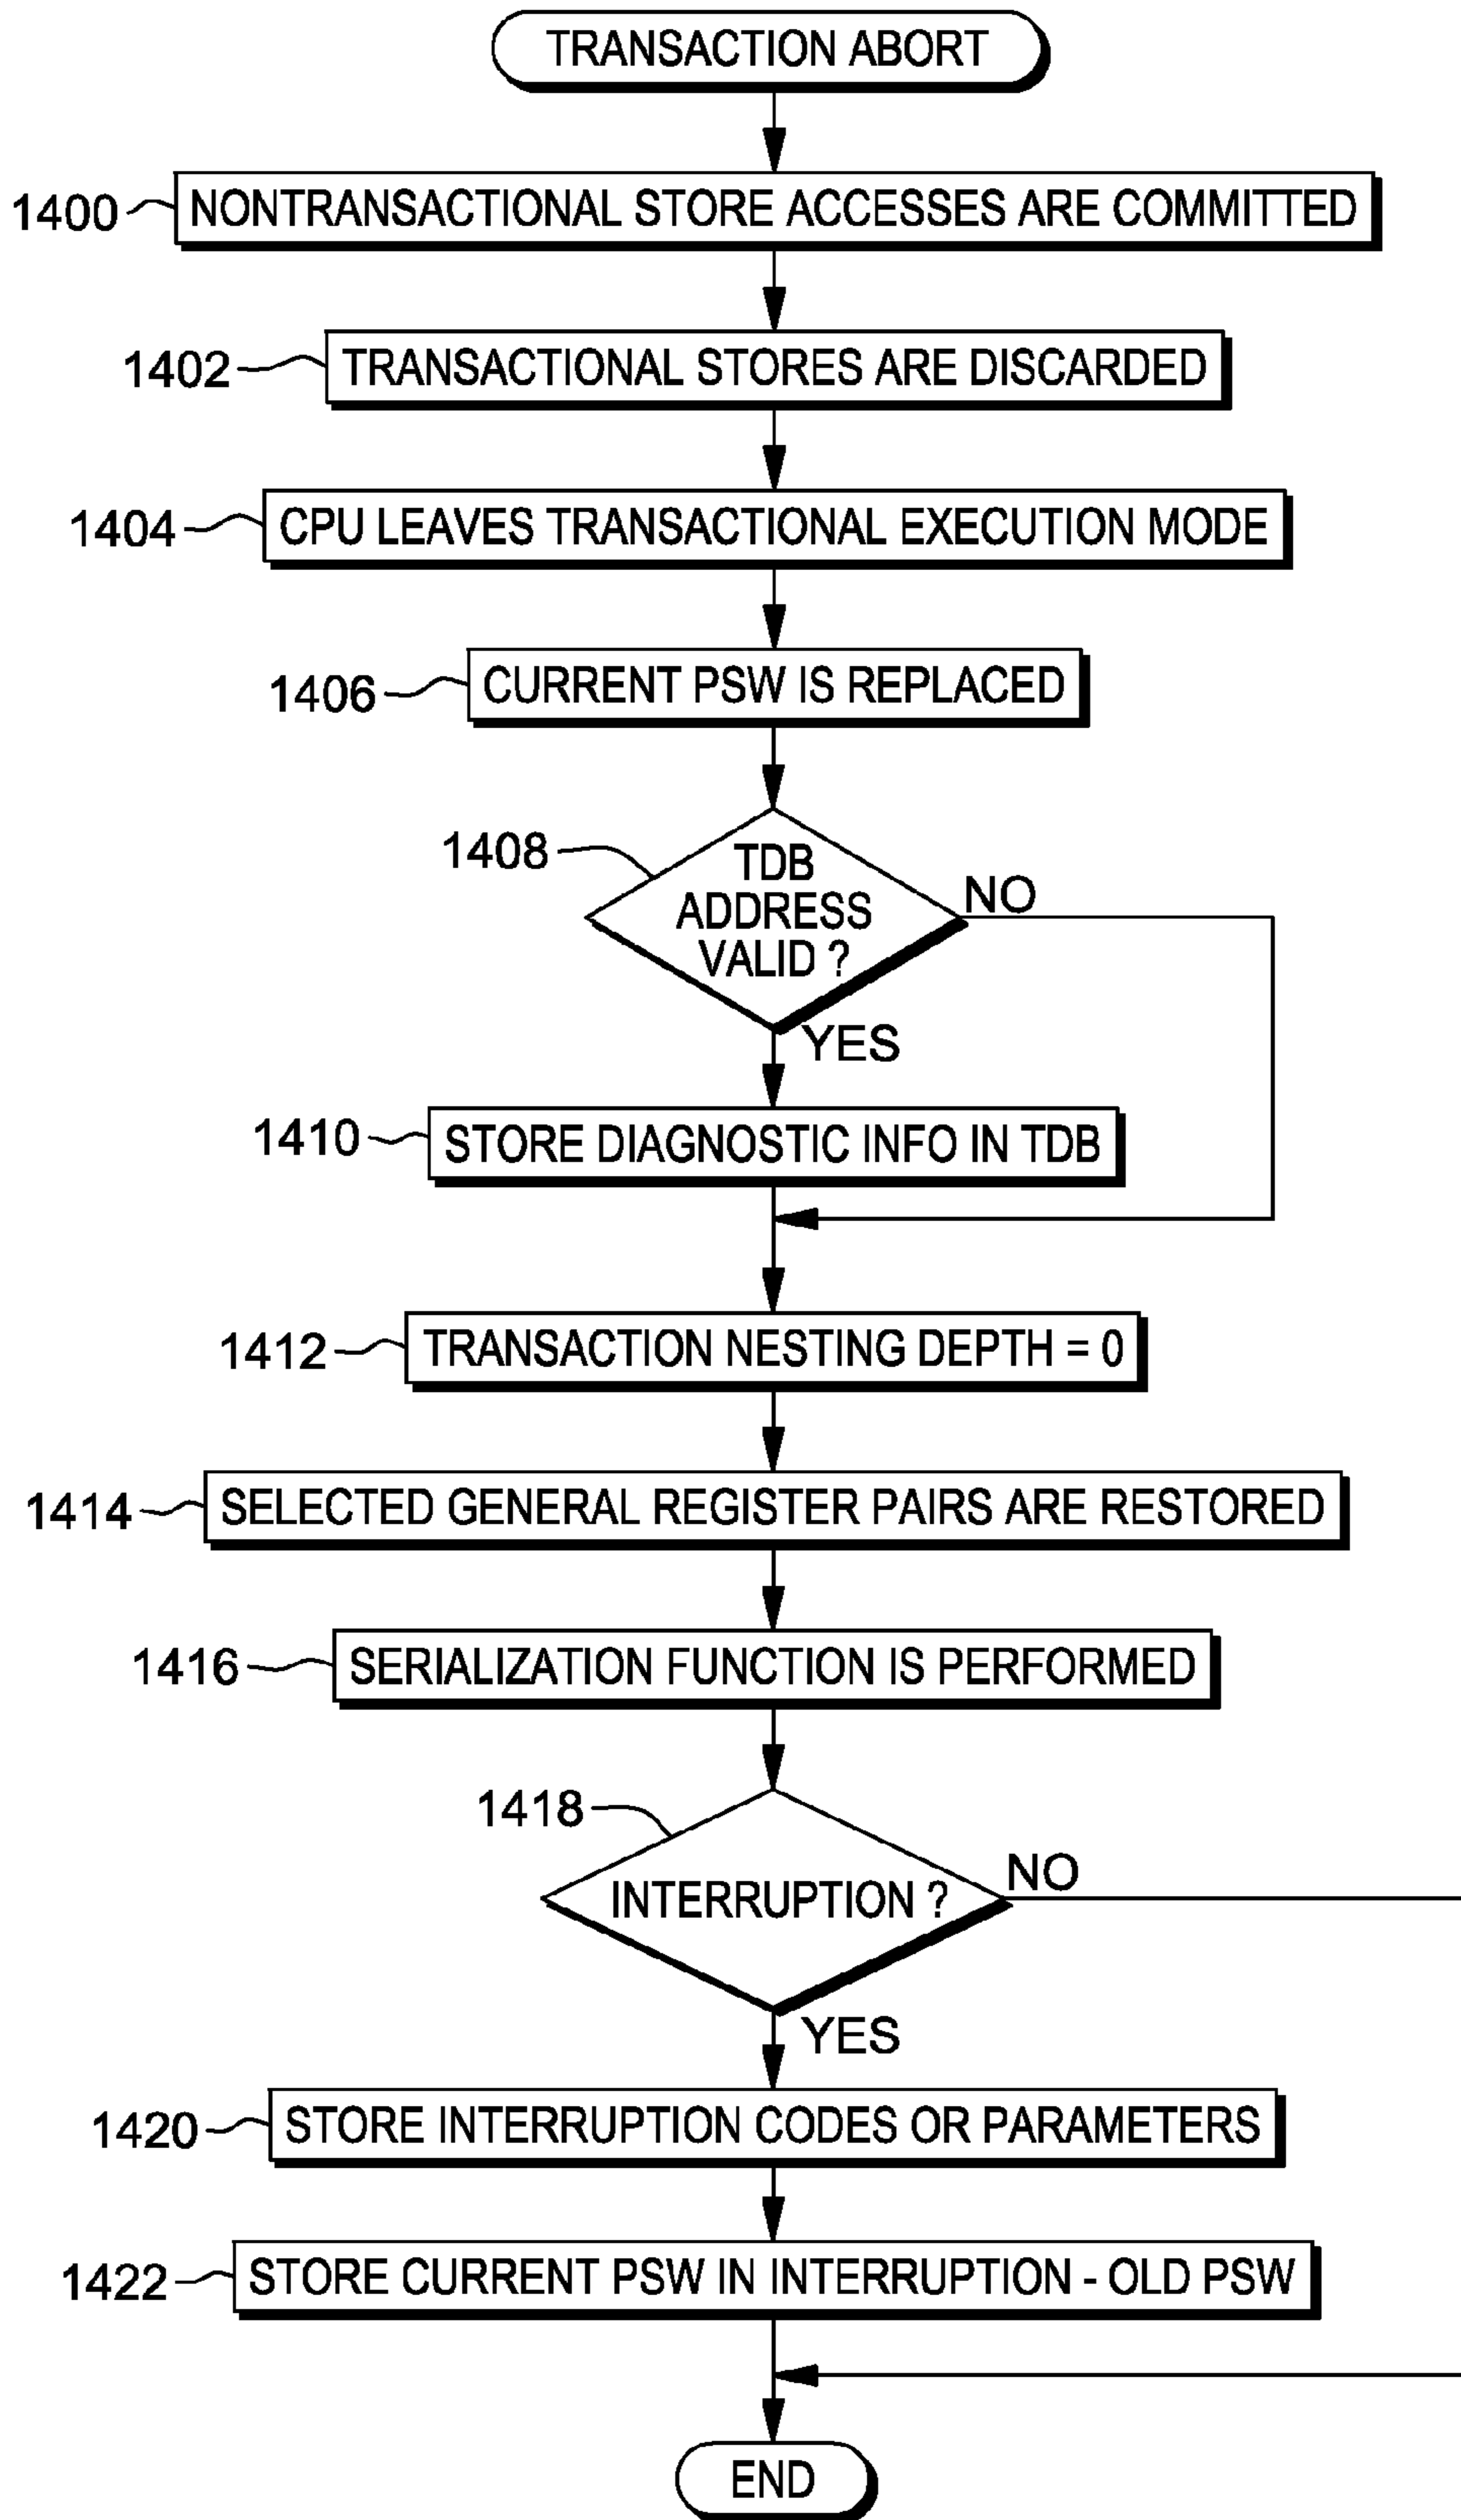 TRANSACTION ABORT
1400
NONTRANSACTIONAL STORE ACCESSES ARE COMMITTED
1402
TRANSACTIONAL STORES ARE DISCARDED
1404
CPU LEAVES TRANSACTIONAL EXECUTION MODE
1406
CURRENT PSW IS REPLACED
1408
TDB
ADDRESS
VALID ?
NO
YES
1410
STORE DIAGNOSTIC INFO IN TDB
1412
TRANSACTION NESTING DEPTH = 0
1414
SELECTED GENERAL REGISTER PAIRS ARE RESTORED
1416
SERIALIZATION FUNCTION IS PERFORMED
1418
INTERRUPTION ?
NO
YES
1420
STORE INTERRUPTION CODES OR PARAMETERS
1422
STORE CURRENT PSW IN INTERRUPTION - OLD PSW
END